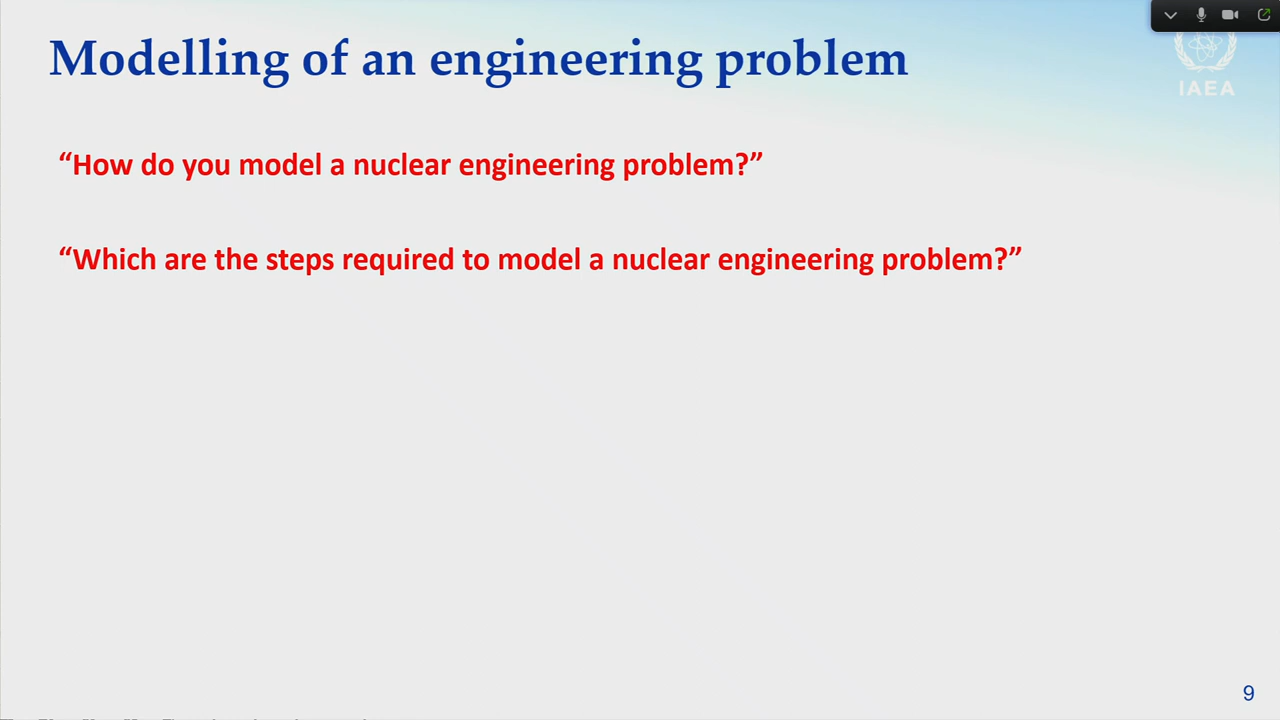 Modelling of an engineering problem
IAEA
“How do you model a nuclear engineering problem?”
“Which are the steps required to model a nuclear engineering problem?”
9